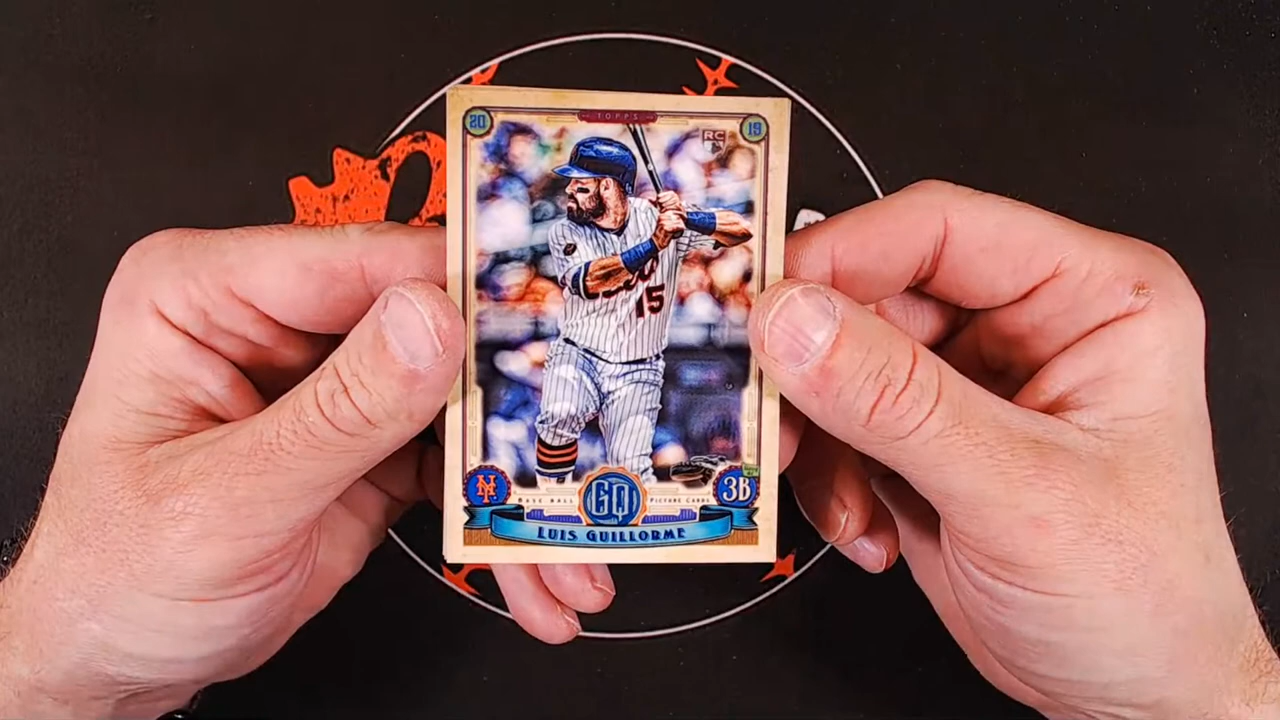 20
TOPPS
19
RC
15
NY
BASE BALL
GQ
PICTURE CARDS
3B
LUIS GUILLORME